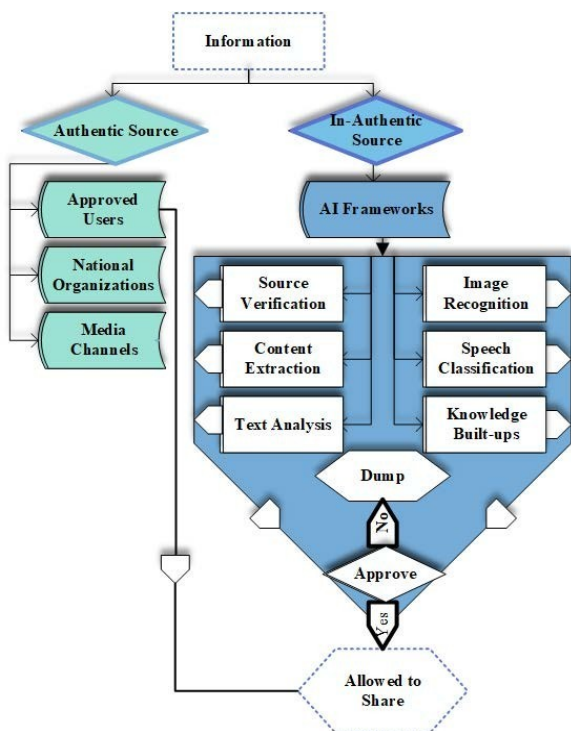 Information
Authentic Source
In-Authentic
Source
Approved
Users
AI Frameworks
National
Organizations
Media
Channels
Source
Verification
Image
Recognition
Content
Extraction
Speech
Classification
Text Analysis
Knowledge
Built-ups
Dump
No
Approve
Yes
Allowed to
Share